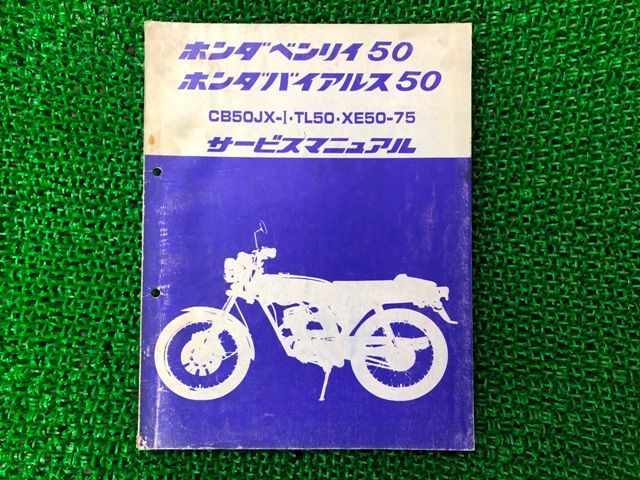 ホンダベンリイ50
ホンダバイアルス50
CB50JX-I・TL50・XE50-75
サービスマニュアル